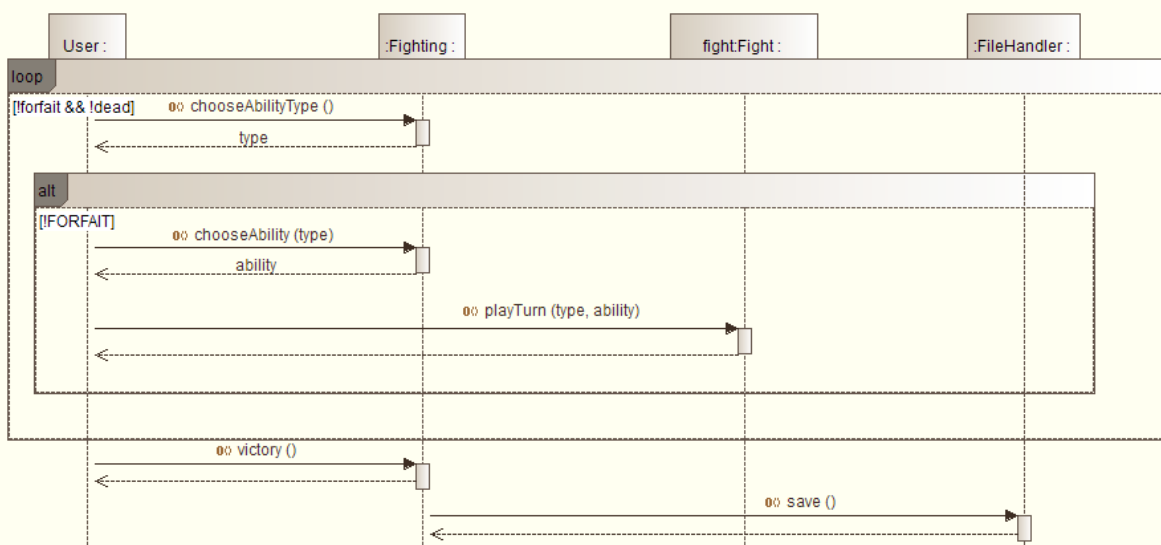 User :
:Fighting :
fight:Fight :
:FileHandler :
loop
[!forfait && !dead]
chooseAbilityType ()
type
alt
[!FORFAIT]
chooseAbility (type)
ability
playTurn (type, ability)
victory ()
save ()